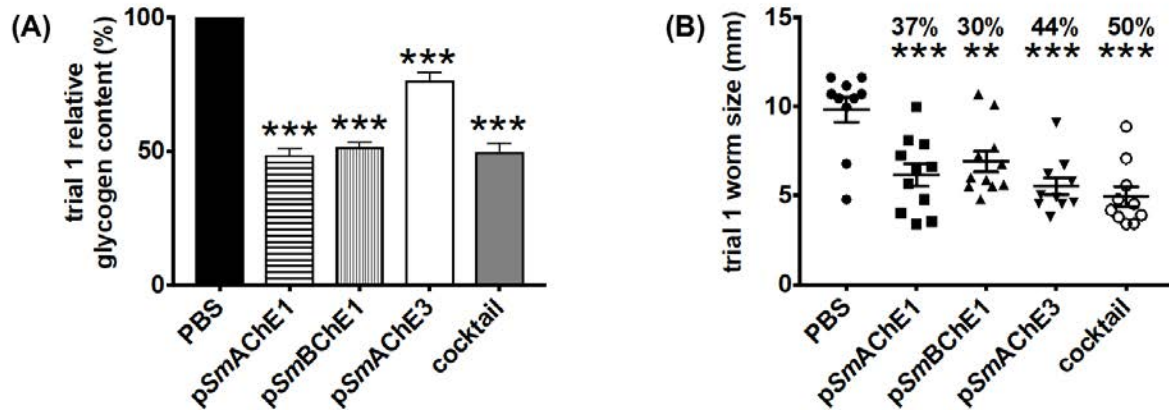 (A)
trial 1 relative
glycogen content (%)
100
50
0
***
***
***
***
PBS
pSmAChE1
pSmBChE1
pSmAChE3
cocktail
(B)
trial 1 worm size (mm)
15
10
5
0
37% 30% 44% 50%
*** ** *** ***
PBS
pSmAChE1
pSmBChE1
pSmAChE3
cocktail